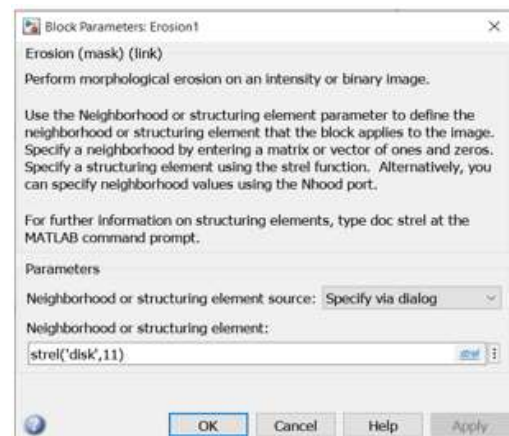 Block Parameters: Erosion1
Erosion (mask) (link)
Perform morphological erosion on an intensity or binary image.
Use the Neighborhood or structuring element parameter to define the
neighborhood or structuring element that the block applies to the image.
Specify a neighborhood by entering a matrix or vector of ones and zeros.
Specify a structuring element using the strel function. Alternatively, you
can specify neighborhood values using the Nhood port.
For further information on structuring elements, type doc strel at the
MATLAB command prompt.
Parameters
Neighborhood or structuring element source: Specify via dialog
Neighborhood or structuring element:
strel('disk',11)
OK Cancel Help Apply